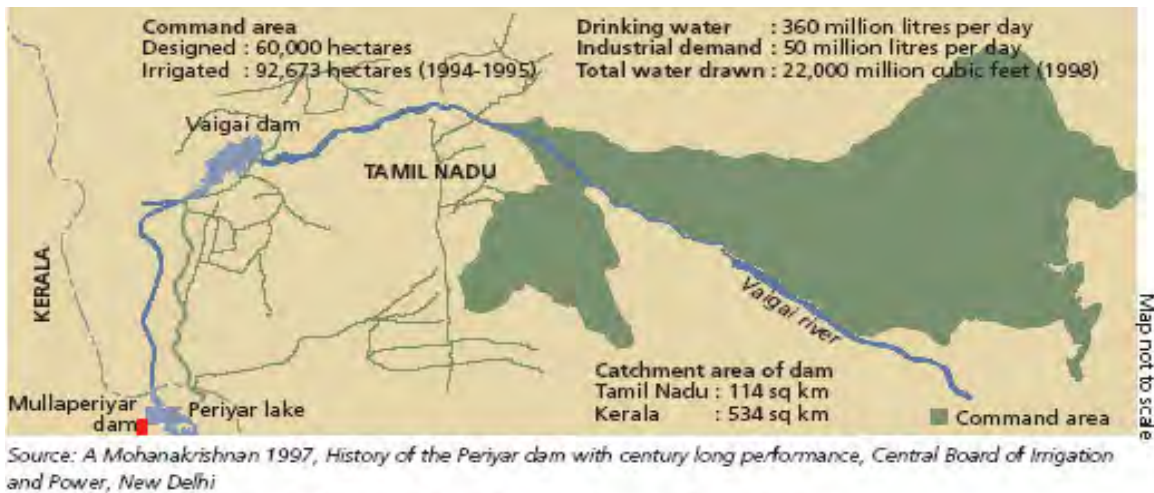 Command area
Designed : 60,000 hectares
Irrigated : 92,673 hectares (1994-1995)
Drinking water : 360 million litres per day
Industrial demand : 50 million litres per day
Total water drawn : 22,000 million cubic feet (1998)
Vaigai dam
TAMIL NADU
KERALA
Vaigai river
Map not to scale
Catchment area of dam
Tamil Nadu : 114 sq km
Kerala : 534 sq km
Mullaperiyar
dam
Periyar lake
Command area
Source: A Mohanakrishnan 1997, History of the Periyar dam with century long performance, Central Board of Irrigation
and Power, New Delhi